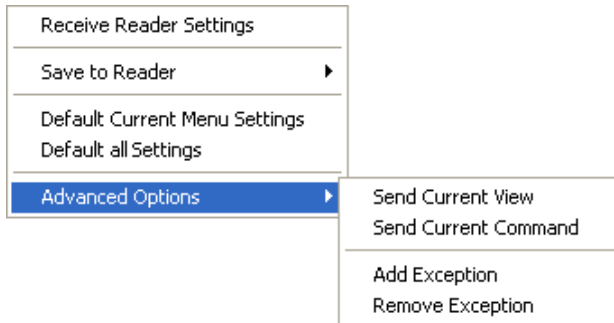 Receive Reader Settings
Save to Reader
Default Current Menu Settings
Default all Settings
Advanced Options
Send Current View
Send Current Command
Add Exception
Remove Exception